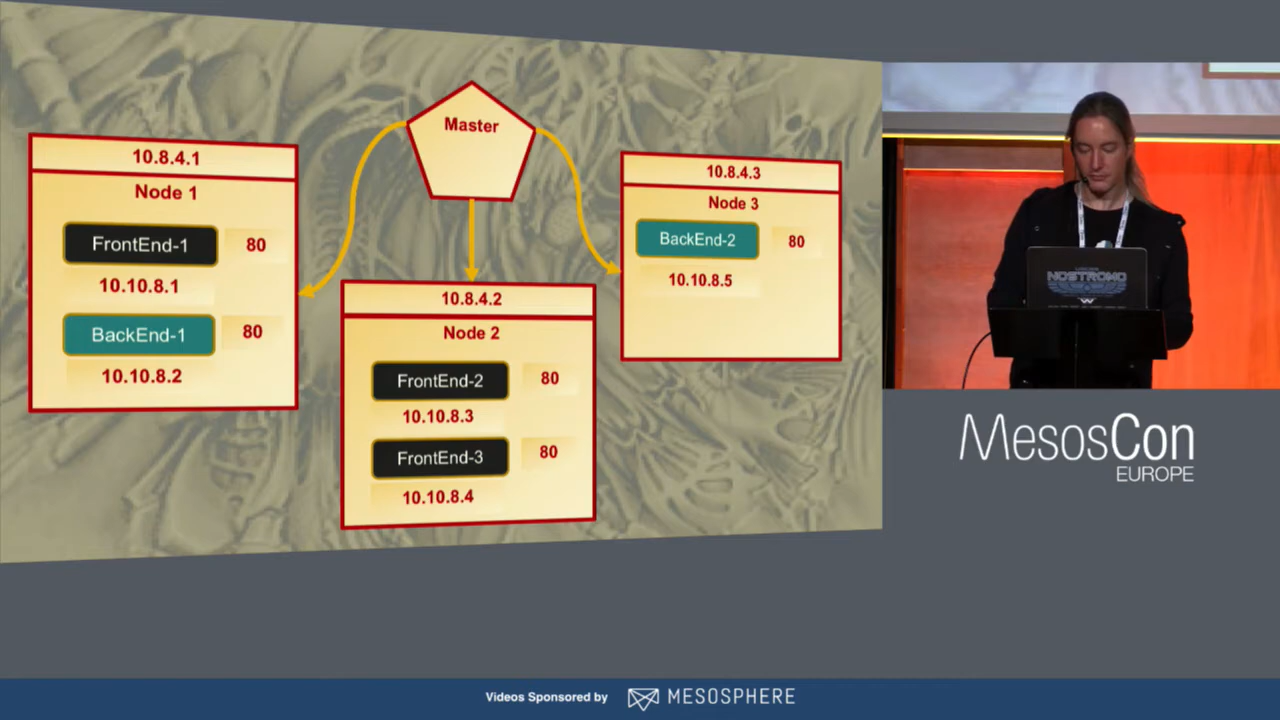 Master
10.8.4.1
Node 1
FrontEnd-1 80
10.10.8.1
BackEnd-1 80
10.10.8.2
10.8.4.2
Node 2
FrontEnd-2 80
10.10.8.3
FrontEnd-3 80
10.10.8.4
10.8.4.3
Node 3
BackEnd-2 80
10.10.8.5
NOSTROMO
MesosCon
EUROPE
Videos Sponsored by MESOSPHERE